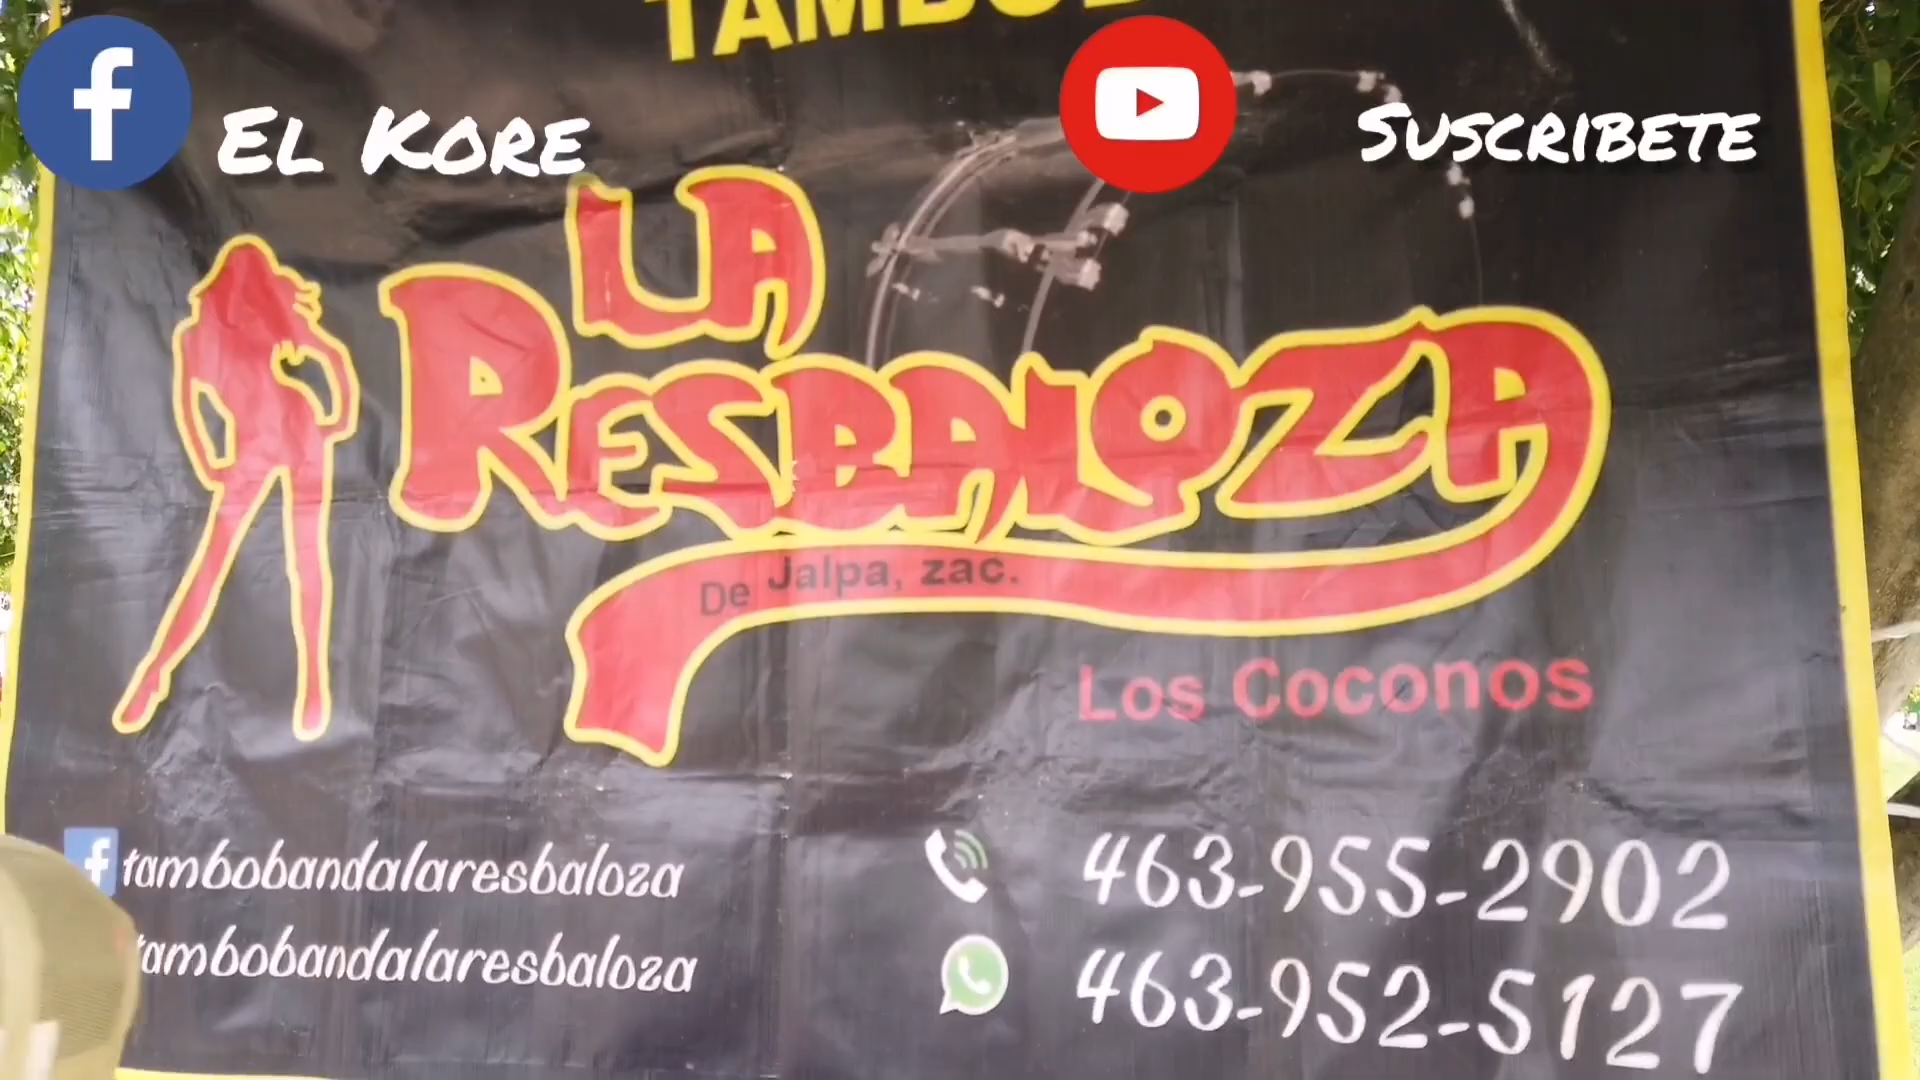 EL KORE
SUSCRIBETE
LA
RESBALOZA
De Jalpa, zac.
Los Coconos
tambobandalaresbaloza
tambobandalaresbaloza
463-955-2902
463-952-5127